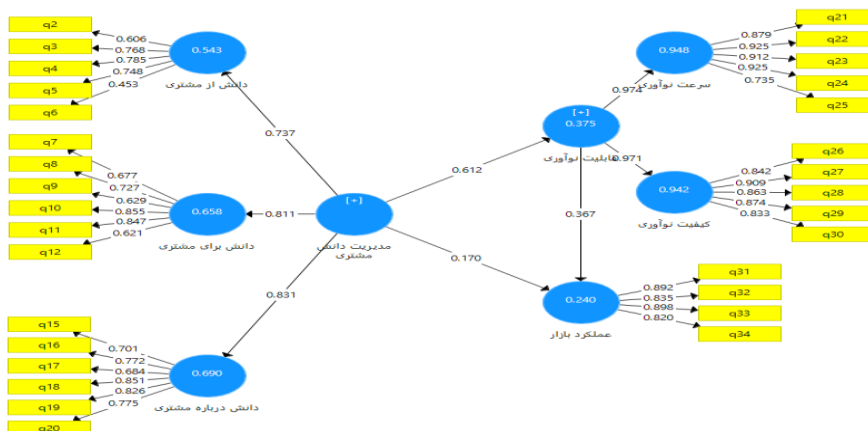 q2
q3
q4
q5
q6
0.606
0.768
0.785
0.748
0.453
0.543
دانش از مشتری
0.737
q7
q8
q9
q10
q11
q12
0.677
0.727
0.629
0.855
0.847
0.621
0.658
دانش برای مشتری
0.811
q15
q16
q17
q18
q19
q20
0.701
0.772
0.684
0.851
0.826
0.775
0.690
دانش درباره مشتری
0.831
[+]
مدیریت دانش
مشتری
0.612
0.170
[+]
0.375
قابلیت نوآوری
0.974
0.971
0.367
0.948
سرعت نوآوری
0.879
0.925
0.912
0.925
0.735
q21
q22
q23
q24
q25
0.942
کیفیت نوآوری
0.842
0.909
0.863
0.874
0.833
q26
q27
q28
q29
q30
0.240
عملکرد بازار
0.892
0.835
0.898
0.820
q31
q32
q33
q34